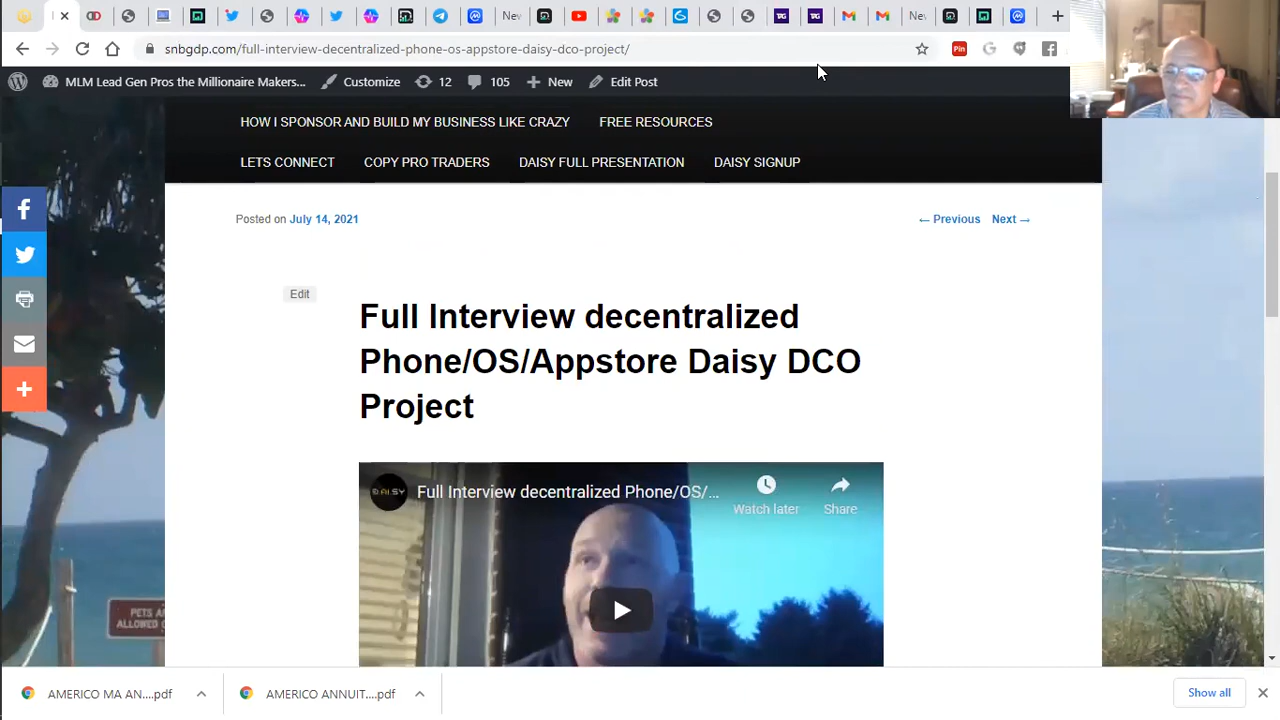 New
New
snbgdp.com/full-interview-decentralized-phone-os-appstore-daisy-dco-project/
Pin
MLM Lead Gen Pros the Millionaire Makers...
Customize
12
105
New
Edit Post
HOW I SPONSOR AND BUILD MY BUSINESS LIKE CRAZY
FREE RESOURCES
LETS CONNECT
COPY PRO TRADERS
DAISY FULL PRESENTATION
DAISY SIGNUP
Posted on July 14, 2021
← Previous Next →
Edit
Full Interview decentralized
Phone/OS/Appstore Daisy DCO
Project
Full Interview decentralized Phone/OS/...
Watch later
Share
PETS
ALLOWED
AMERICO MA AN....pdf
AMERICO ANNUIT....pdf
Show all